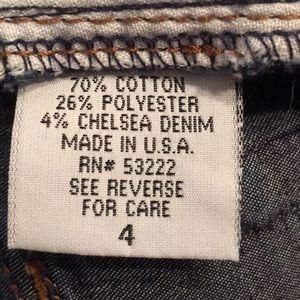 70% COTTON
26% POLYESTER
4% CHELSEA DENIM
MADE IN U.S.A.
RN# 53222
SEE REVERSE
FOR CARE
4